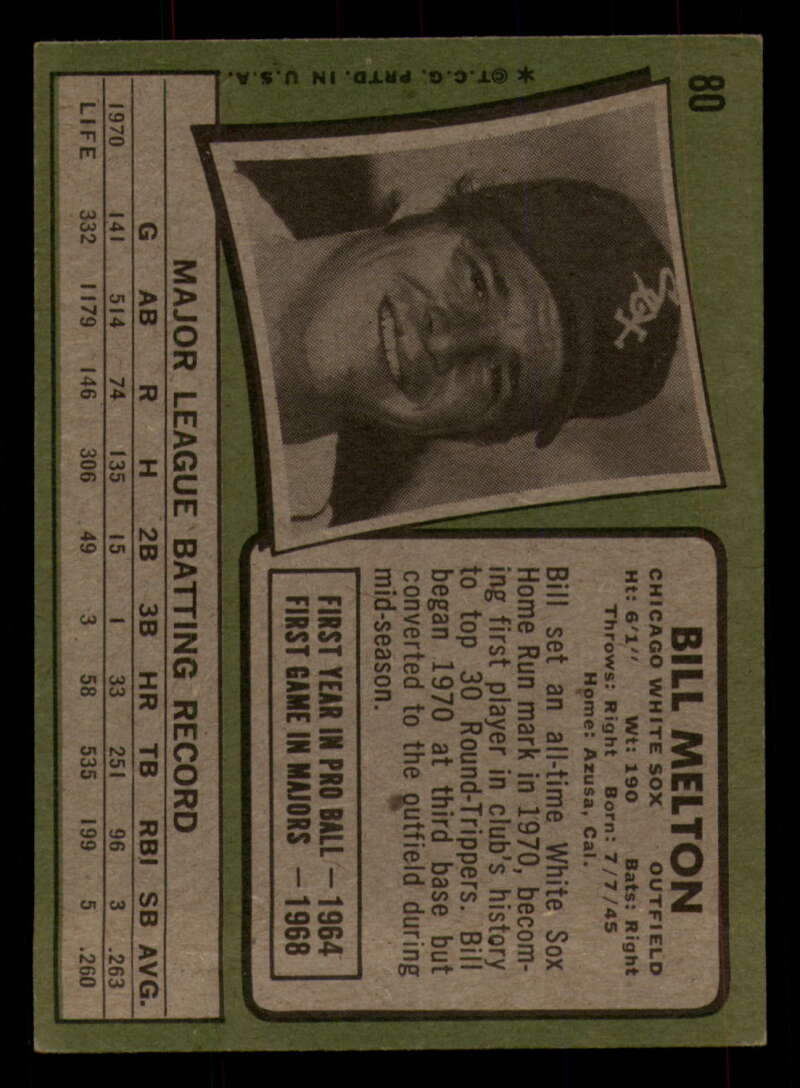 80
* ©T.C.G. PRTD. IN U.S.A.
Sox
BILL MELTON
CHICAGO WHITE SOX OUTFIELD
Ht: 6'1" Wt: 190 Bats: Right
Throws: Right Born: 7/7/45
Home: Azusa, Cal.
Bill set an all-time White Sox
Home Run mark in 1970, becom-
ing first player in club's history
to top 30 Round-Trippers. Bill
began 1970 at third base but
converted to the outfield during
mid-season.
FIRST YEAR IN PRO BALL — 1964
FIRST GAME IN MAJORS — 1968
MAJOR LEAGUE BATTING RECORD
G AB R H 2B 3B HR TB RBI SB AVG.
1970 141 514 74 135 15 1 33 251 96 3 .263
LIFE 332 1179 146 306 49 3 58 535 199 5 .260